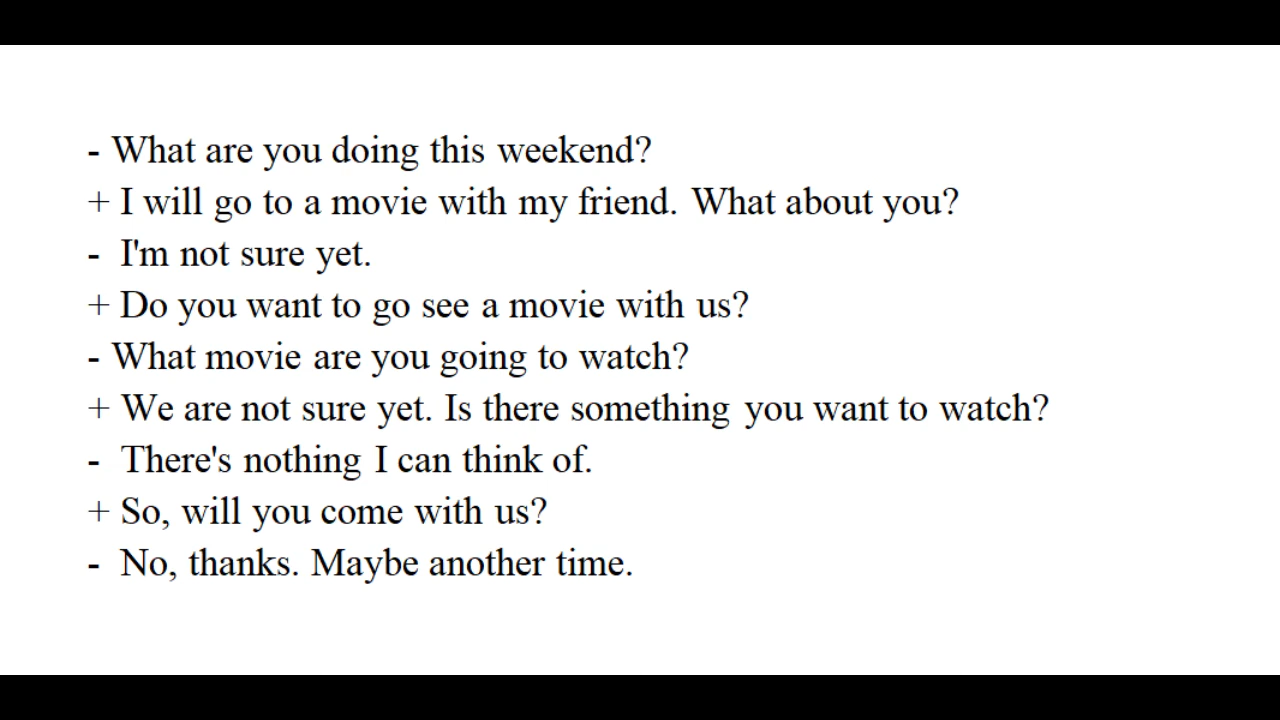 - What are you doing this weekend?
+ I will go to a movie with my friend. What about you?
- I'm not sure yet.
+ Do you want to go see a movie with us?
- What movie are you going to watch?
+ We are not sure yet. Is there something you want to watch?
- There's nothing I can think of.
+ So, will you come with us?
- No, thanks. Maybe another time.